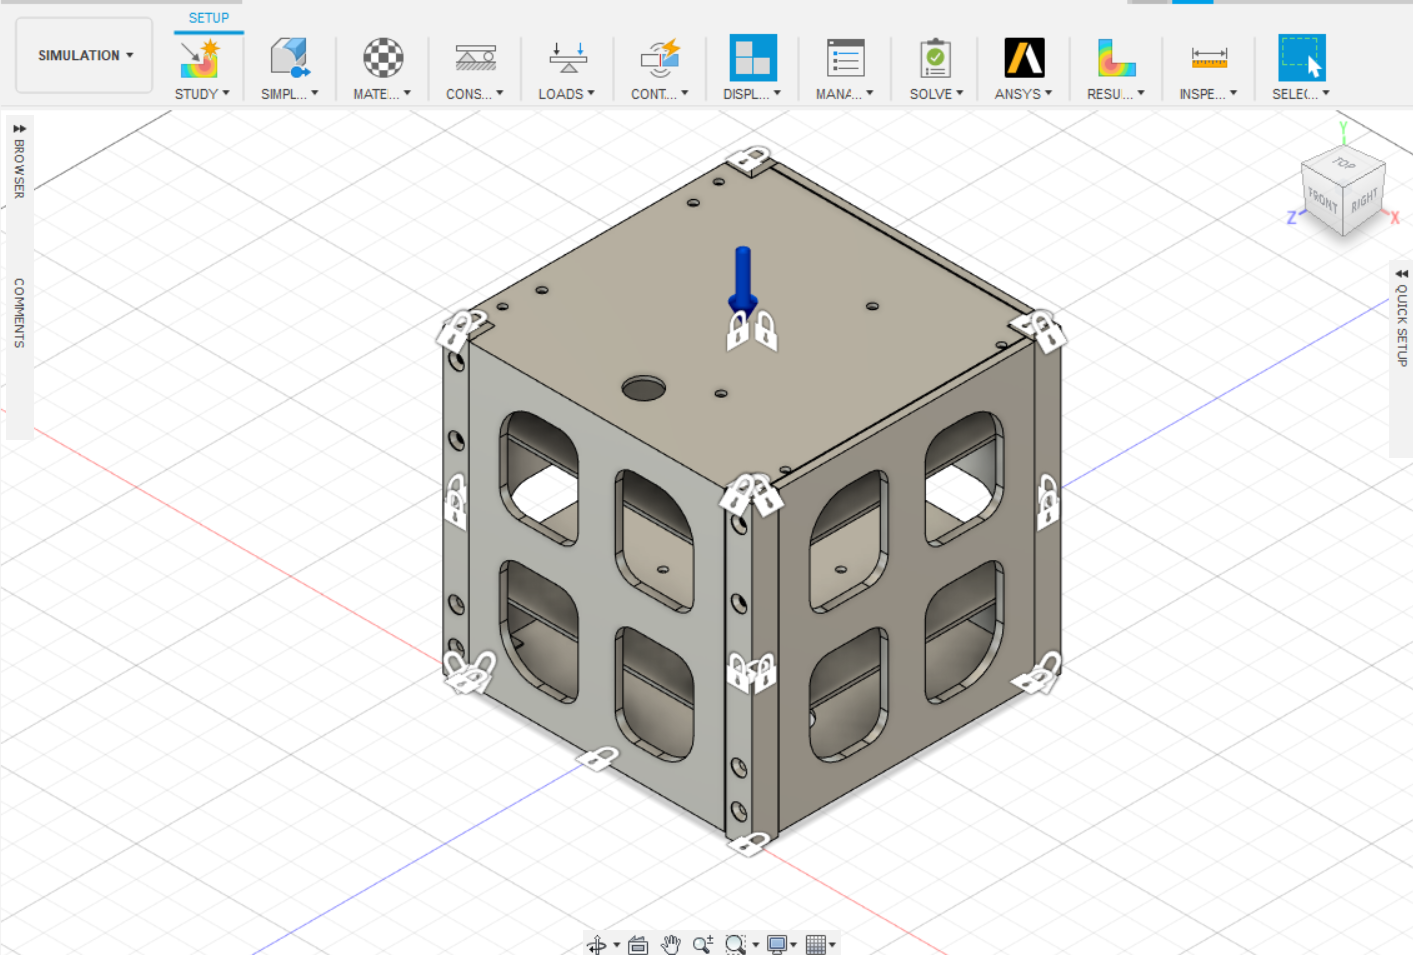 SETUP
SIMULATION
STUDY
SIMPL...
MATE...
CONS...
LOADS
CONT...
DISPL...
MANA...
SOLVE
ANSYS
RESU...
INSPE...
SELEC...
BROWSER
COMMENTS
Y
TOP
FRONT
RIGHT
Z
X
QUICK SETUP